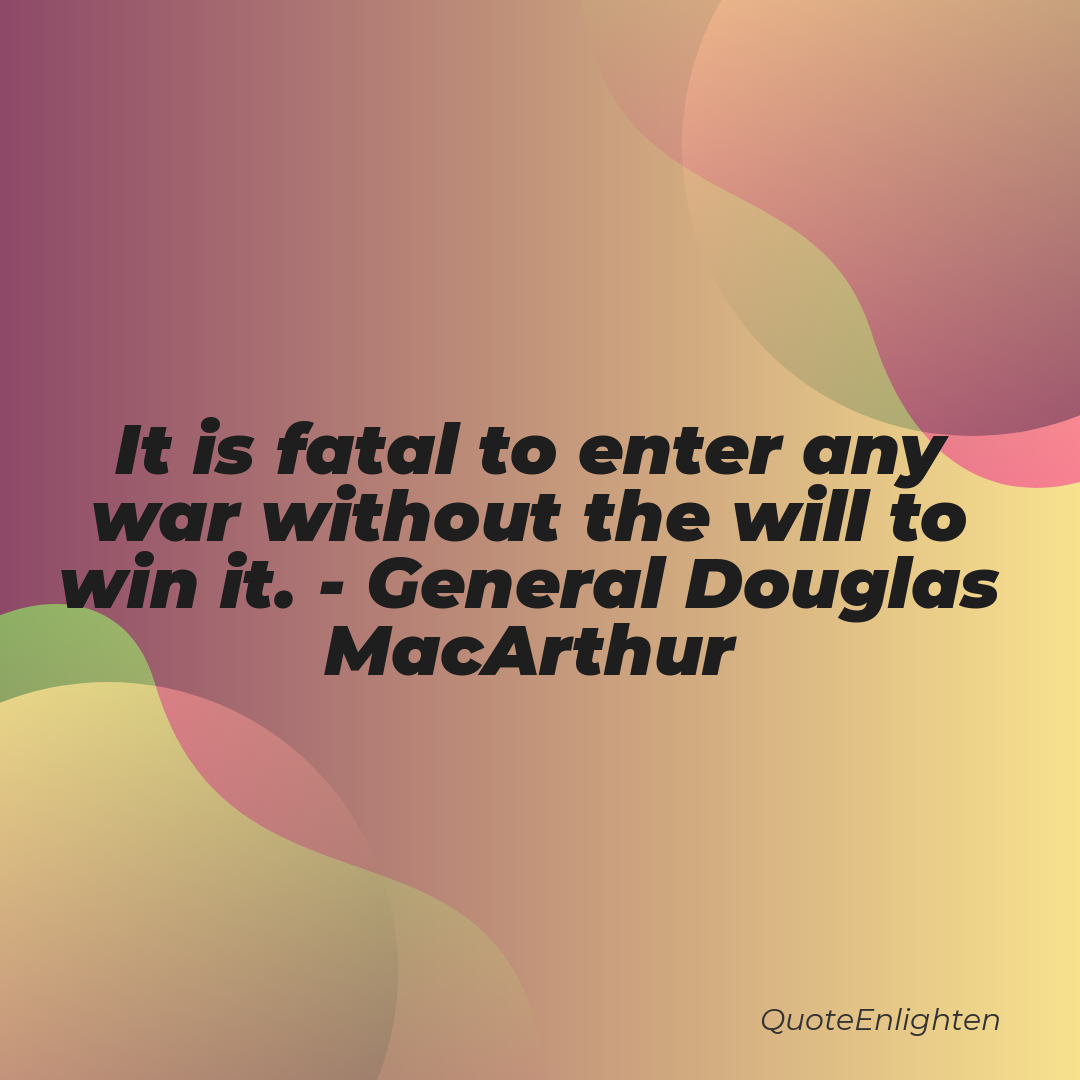 It is fatal to enter any
war without the will to
win it. - General Douglas
MacArthur
QuoteEnlighten